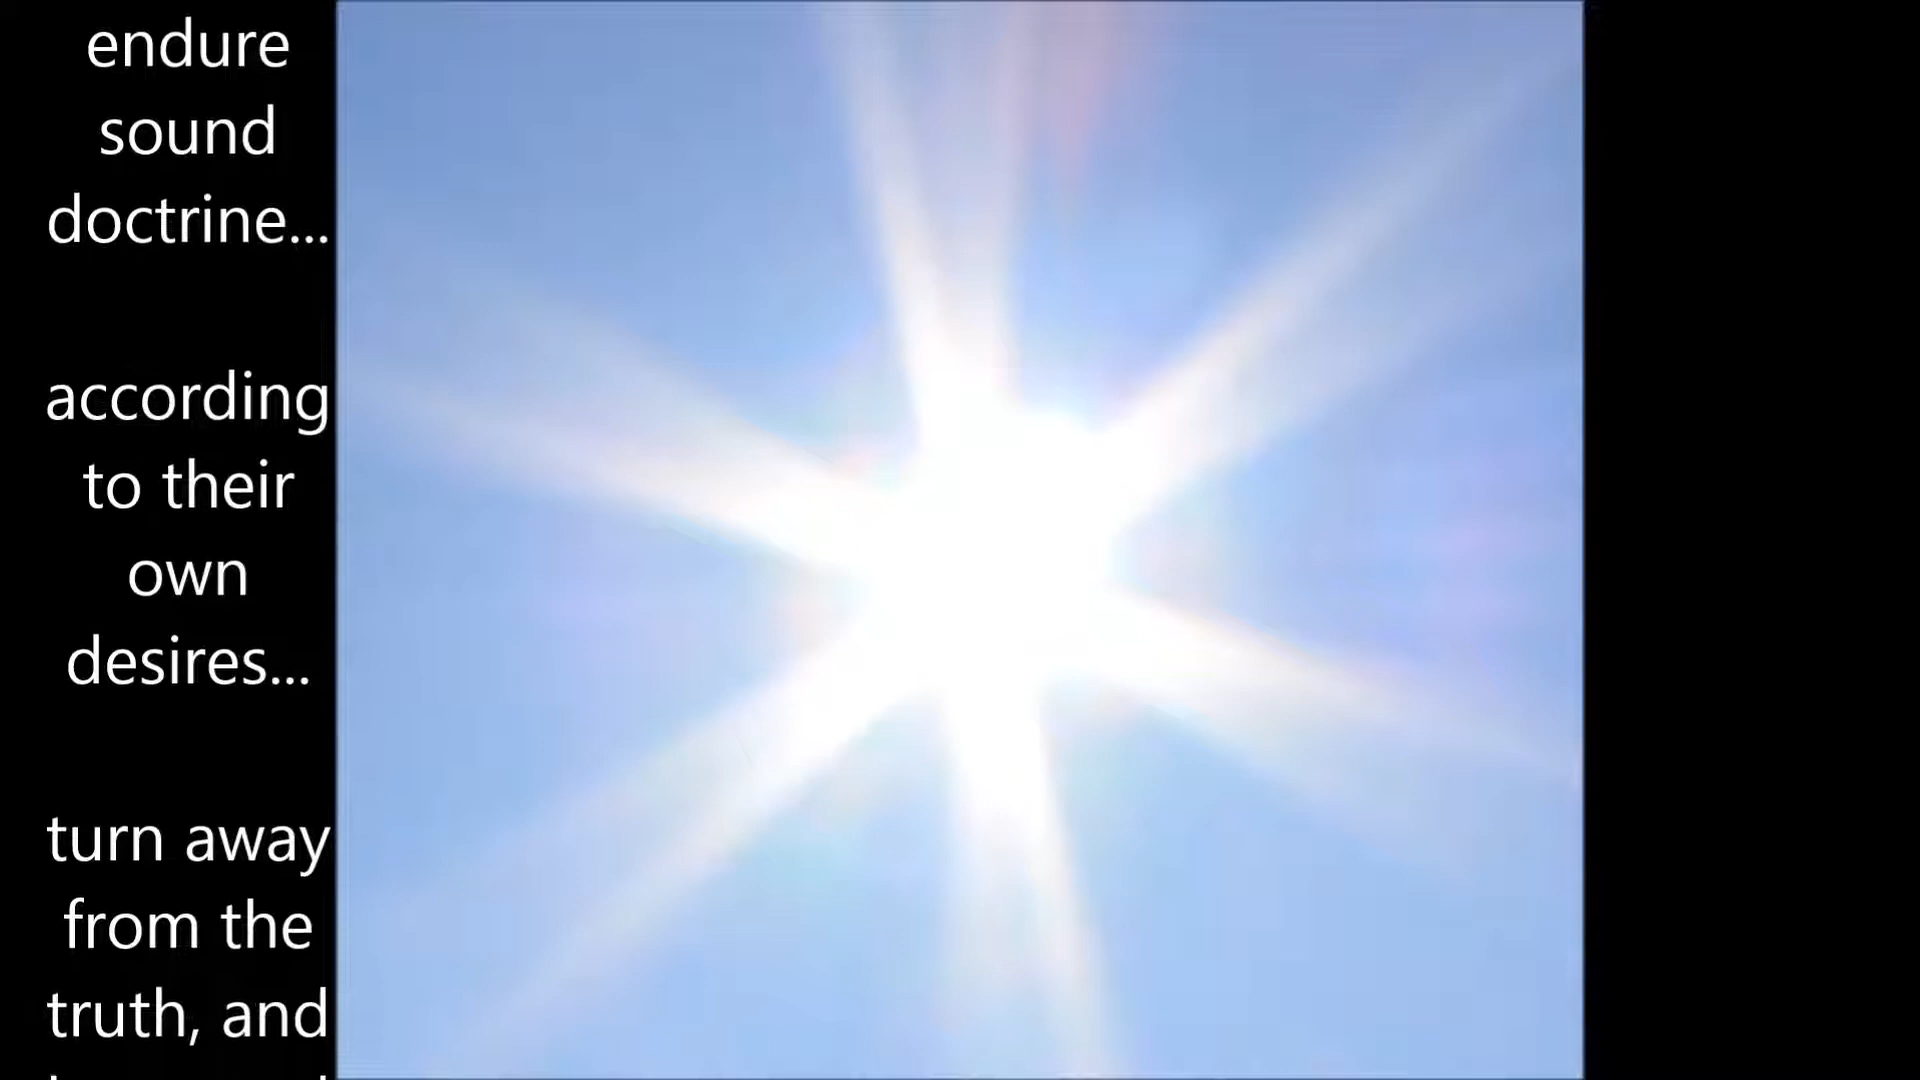 endure
sound
doctrine...
according
to their
own
desires...
turn away
from the
truth, and